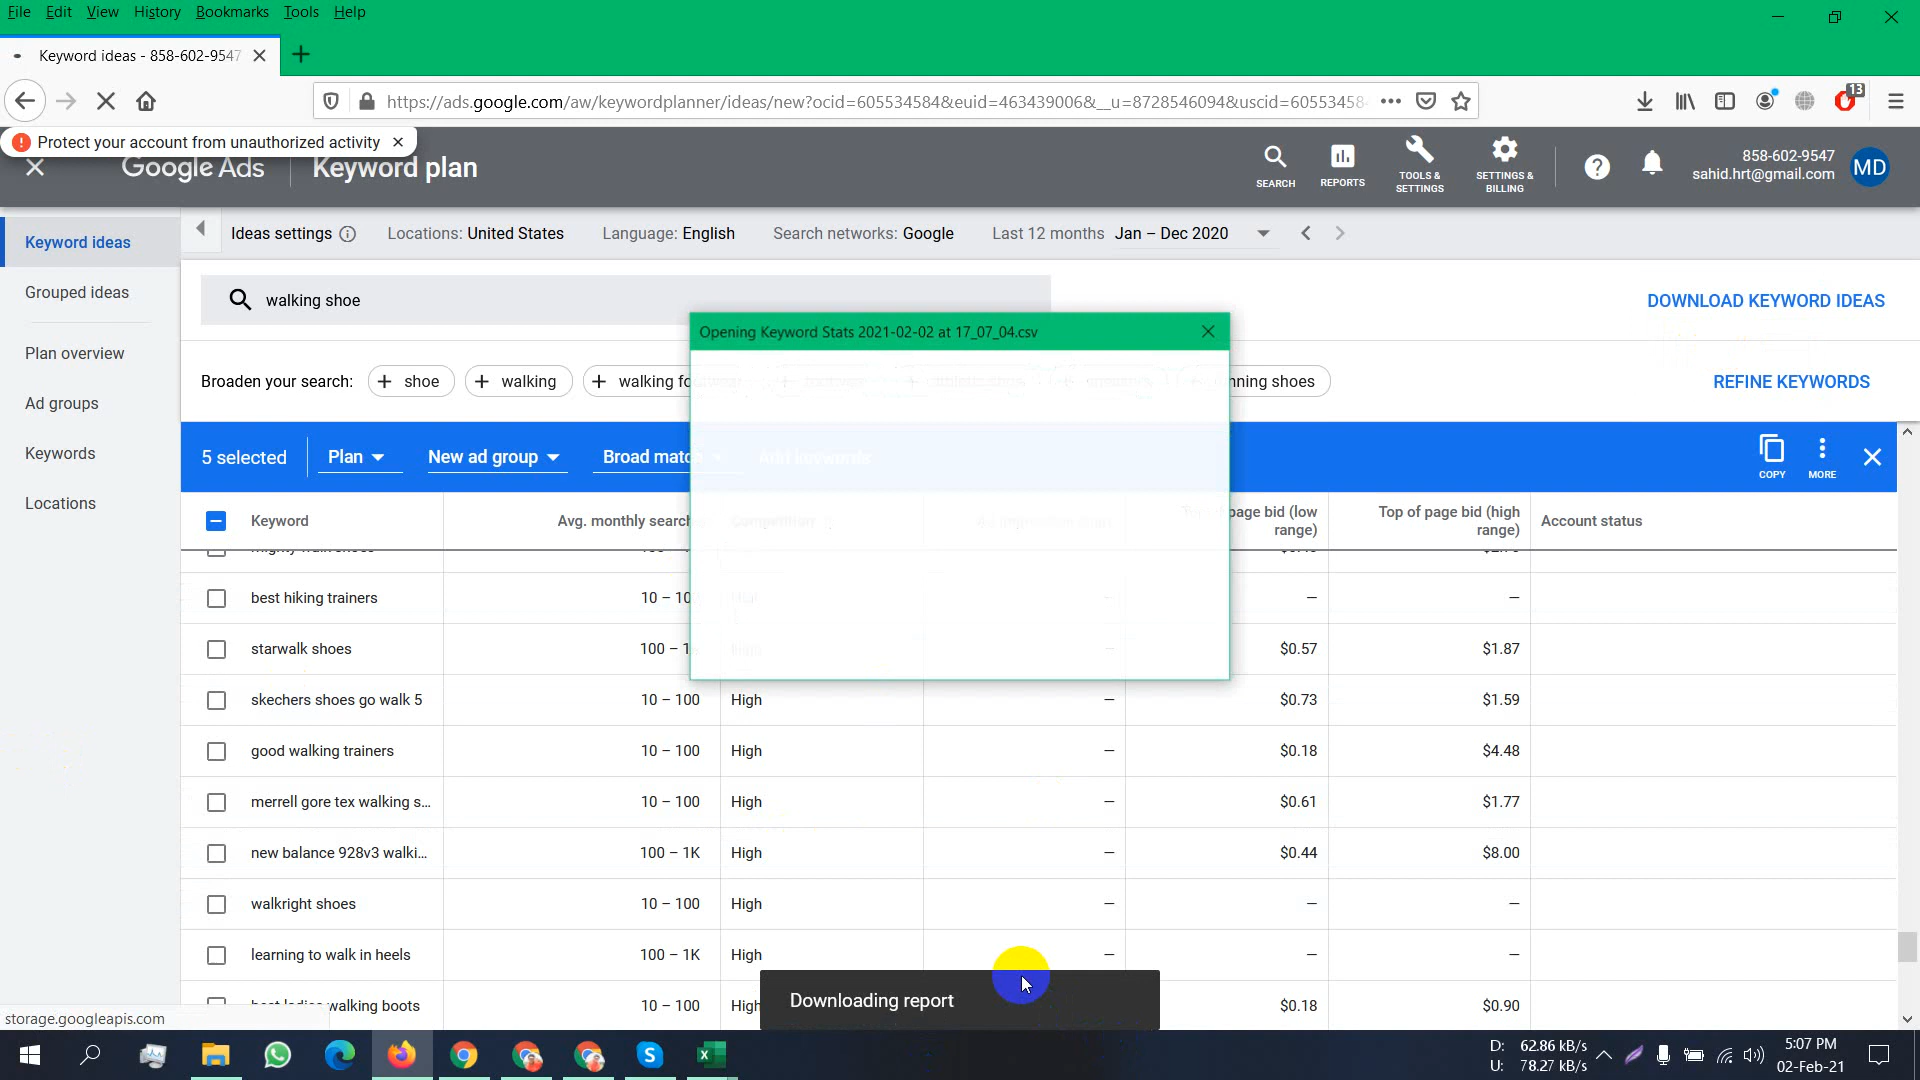 File Edit View History Bookmarks Tools Help
Keyword ideas - 858-602-9547
https://ads.google.com/aw/keywordplanner/ideas/new?ocid=605534584&euid=463439006&__u=8728546094&uscid=60553458
13
Protect your account from unauthorized activity
Google Ads Keyword plan
SEARCH
REPORTS
TOOLS &
SETTINGS
SETTINGS &
BILLING
858-602-9547
sahid.hrt@gmail.com
MD
Keyword ideas
Grouped ideas
Plan overview
Ad groups
Keywords
Locations
Ideas settings Locations: United States Language: English Search networks: Google Last 12 months Jan – Dec 2020
walking shoe
DOWNLOAD KEYWORD IDEAS
Opening Keyword Stats 2021-02-02 at 17_07_04.csv
Broaden your search: shoe walking walking nning shoes
REFINE KEYWORDS
5 selected Plan New ad group Broad match Add keywords
COPY
MORE
Keyword Avg. monthly search Competition page bid (low
range) Top of page bid (high
range) Account status
mighty walk shoes
best hiking trainers 10 – 10 – –
starwalk shoes 100 – 1 $0.57 $1.87
skechers shoes go walk 5 10 – 100 High – $0.73 $1.59
good walking trainers 10 – 100 High – $0.18 $4.48
merrell gore tex walking s... 10 – 100 High – $0.61 $1.77
new balance 928v3 walki... 100 – 1K High – $0.44 $8.00
walkright shoes 10 – 100 High – – –
learning to walk in heels 100 – 1K High – – –
best ladies walking boots 10 – 100 High $0.18 $0.90
Downloading report
storage.googleapis.com
D: 62.86 kB/s
U: 78.27 kB/s
5:07 PM
02-Feb-21